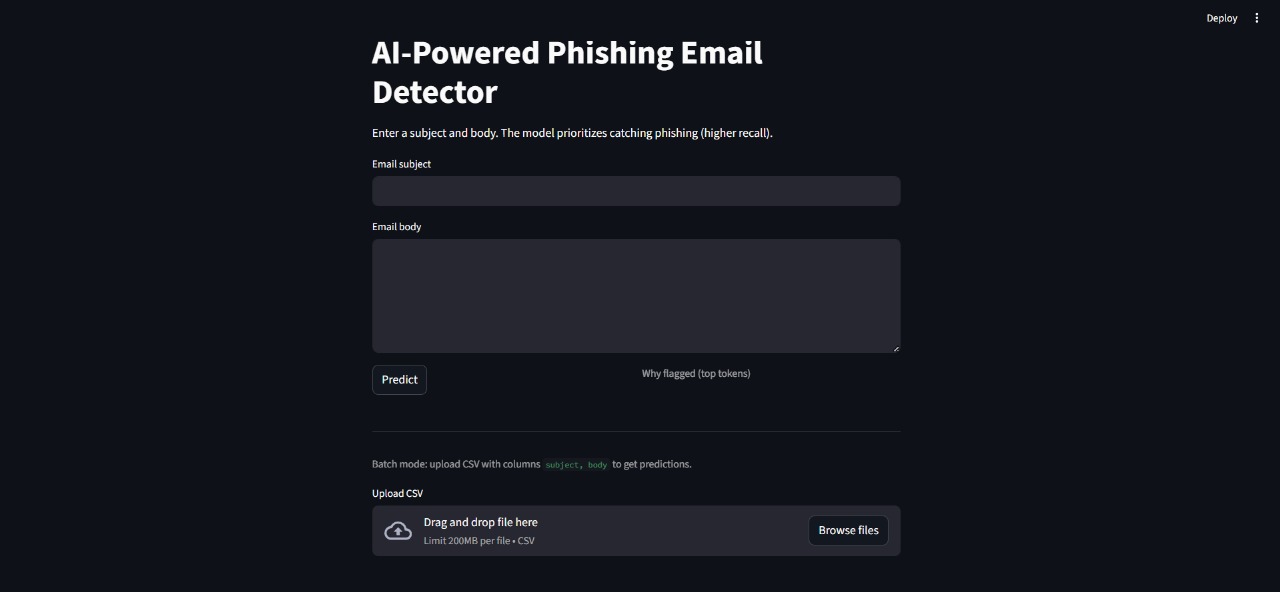 Deploy
AI-Powered Phishing Email
Detector
Enter a subject and body. The model prioritizes catching phishing (higher recall).
Email subject
Email body
Predict
Why flagged (top tokens)
Batch mode: upload CSV with columns subject, body to get predictions.
Upload CSV
Drag and drop file here
Limit 200MB per file • CSV
Browse files